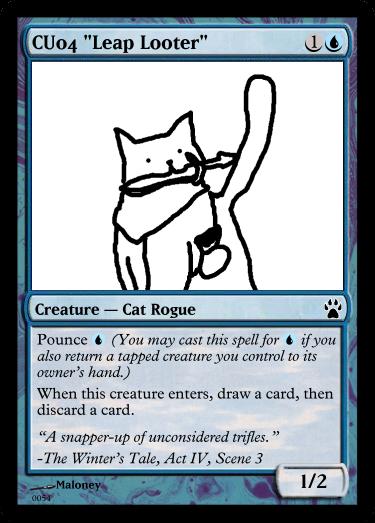 CU04 "Leap Looter"
1
Creature — Cat Rogue
Pounce (You may cast this spell for if you
also return a tapped creature you control to its
owner's hand.)
When this creature enters, draw a card, then
discard a card.
"A snapper-up of unconsidered trifles."
-The Winter's Tale, Act IV, Scene 3
1/2
Maloney
0054